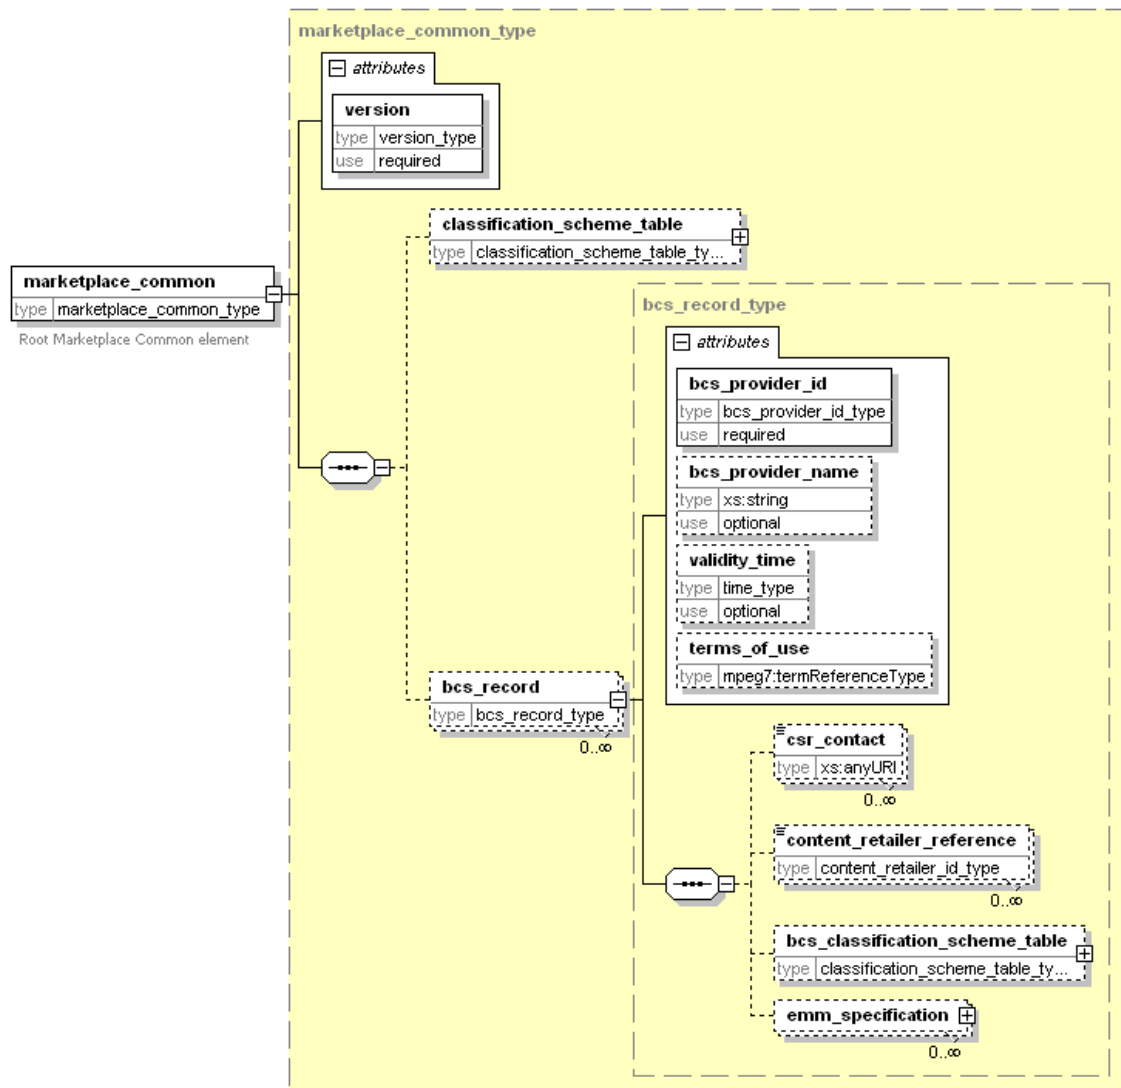 marketplace_common_type
attributes
version
type version_type
use required
classification_scheme_table
type classification_scheme_table_ty...
marketplace_common
type marketplace_common_type
Root Marketplace Common element
bcs_record_type
attributes
bcs_provider_id
type bcs_provider_id_type
use required
bcs_provider_name
type xs:string
use optional
validity_time
type time_type
use optional
terms_of_use
type mpeg7:termReferenceType
bcs_record
type bcs_record_type
0..∞
csr_contact
type xs:anyURI
0..∞
content_retailer_reference
type content_retailer_id_type
0..∞
bcs_classification_scheme_table
type classification_scheme_table_ty...
emm_specification
0..∞